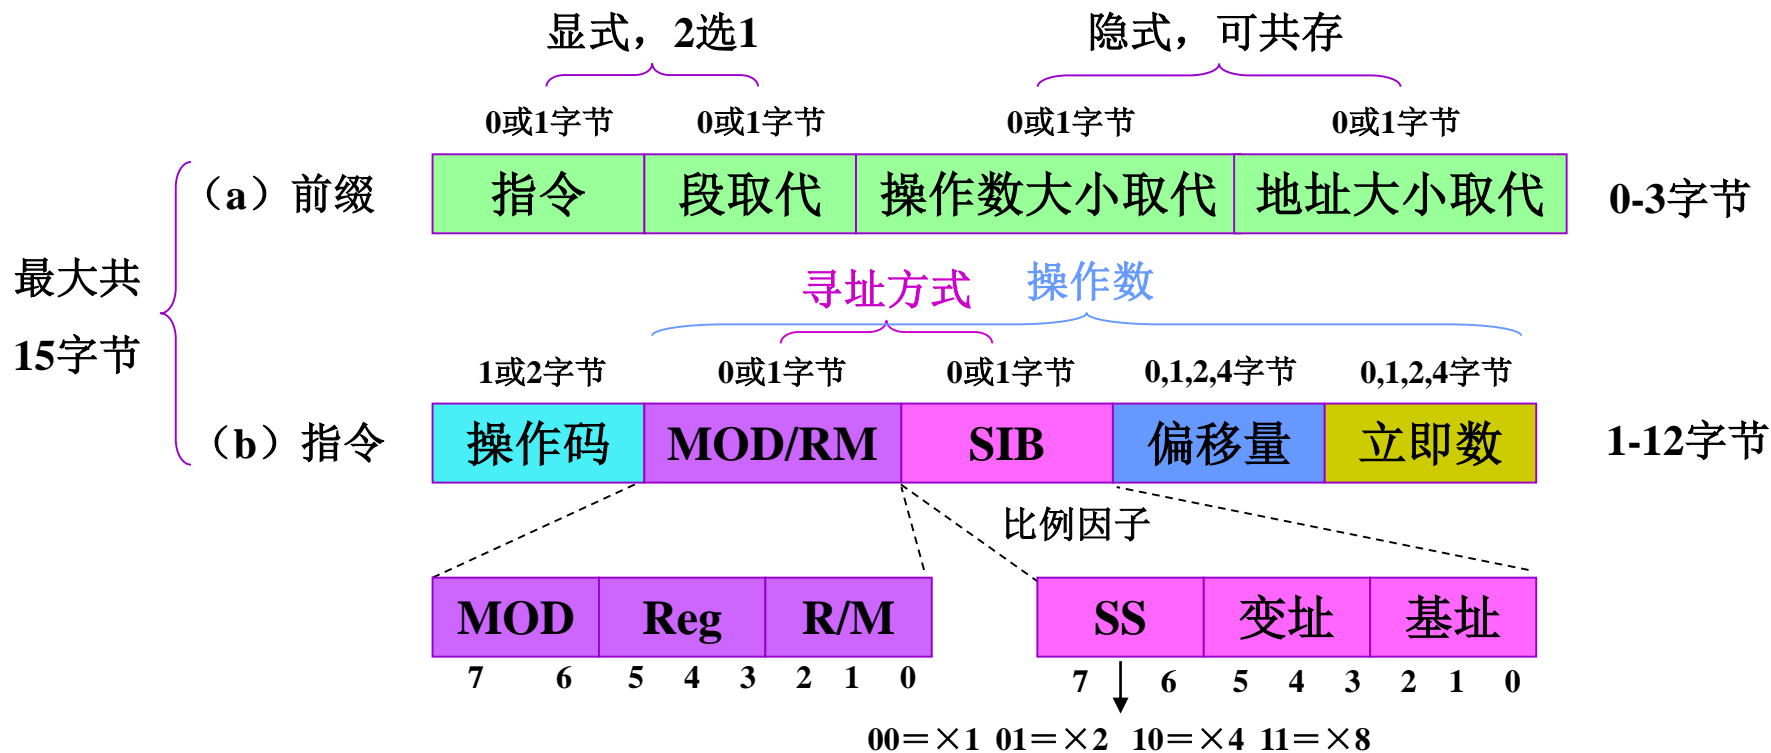 显式，2选1 隐式，可共存
0或1字节 0或1字节 0或1字节 0或1字节
（a）前缀 指令 段取代 操作数大小取代 地址大小取代 0-3字节
最大共
15字节
寻址方式 操作数
1或2字节 0或1字节 0或1字节 0,1,2,4字节 0,1,2,4字节
（b）指令 操作码 MOD/RM SIB 偏移量 立即数 1-12字节
比例因子
MOD Reg R/M SS 变址 基址
7 6 5 4 3 2 1 0 7 6 5 4 3 2 1 0
00＝×1 01＝×2 10＝×4 11＝×8